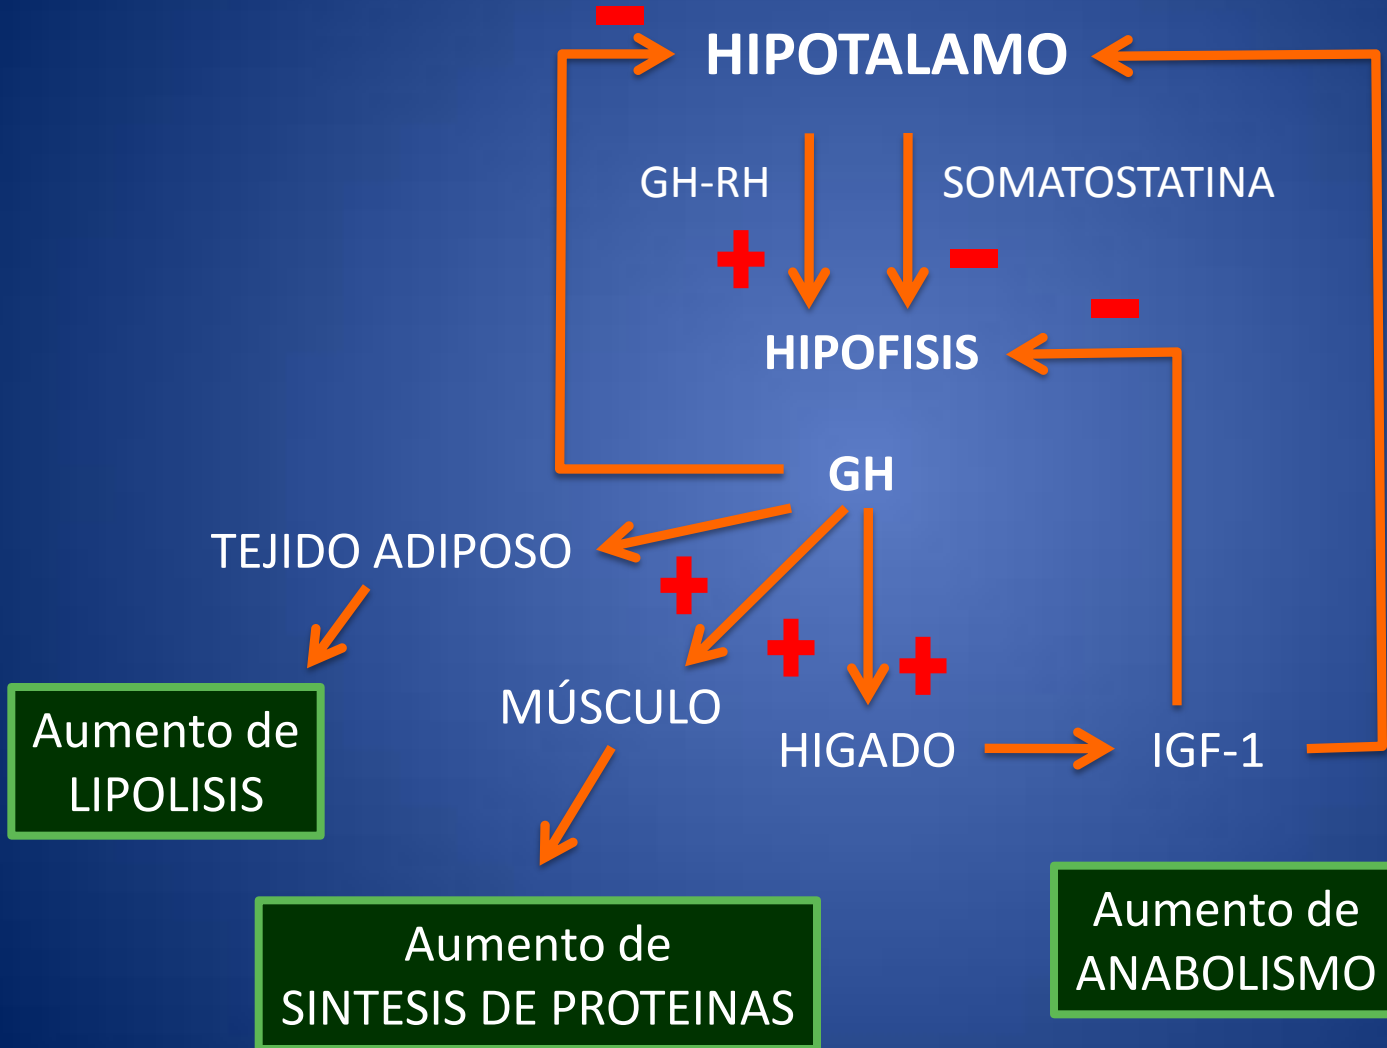 HIPOTALAMO
GH-RH
SOMATOSTATINA
HIPOFISIS
GH
TEJIDO ADIPOSO
MÚSCULO
HIGADO
IGF-1
Aumento de
LIPOLISIS
Aumento de
SINTESIS DE PROTEINAS
Aumento de
ANABOLISMO